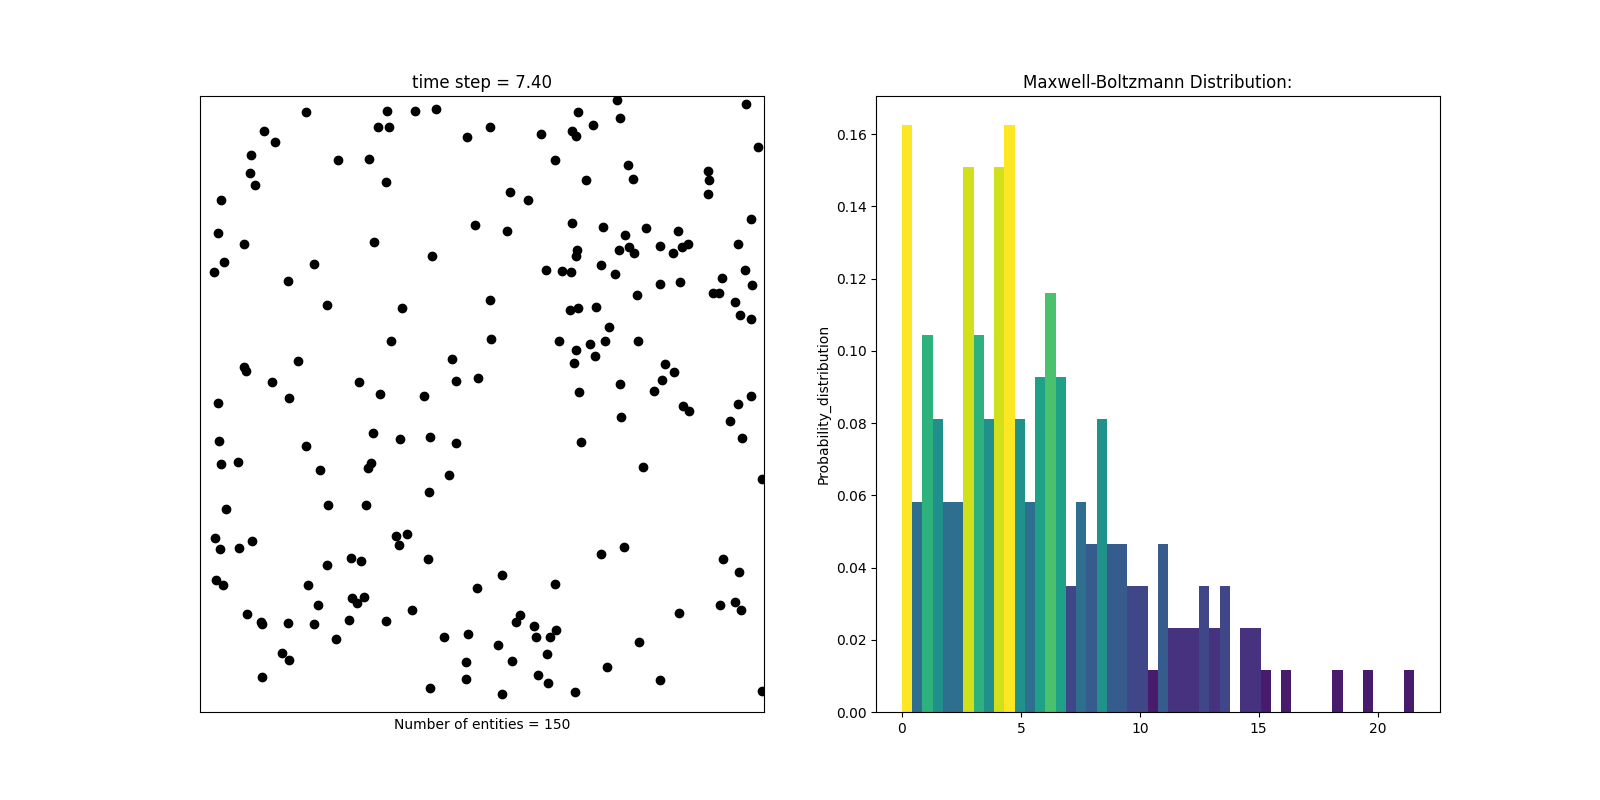 time step = 7.40
Number of entities = 150
Maxwell-Boltzmann Distribution:
Probability_distribution
0.16
0.14
0.12
0.10
0.08
0.06
0.04
0.02
0.00
0 5 10 15 20